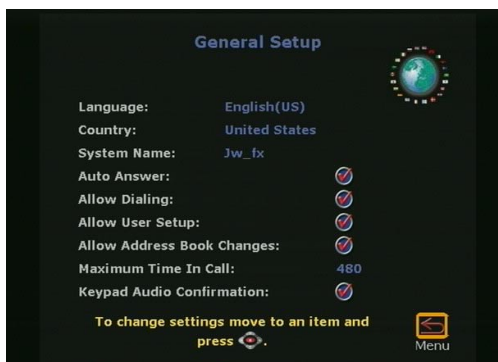 General Setup
Language: English(US)
Country: United States
System Name: Jw_fx
Auto Answer:
Allow Dialing:
Allow User Setup:
Allow Address Book Changes:
Maximum Time In Call: 480
Keypad Audio Confirmation:
To change settings move to an item and
press .
Menu